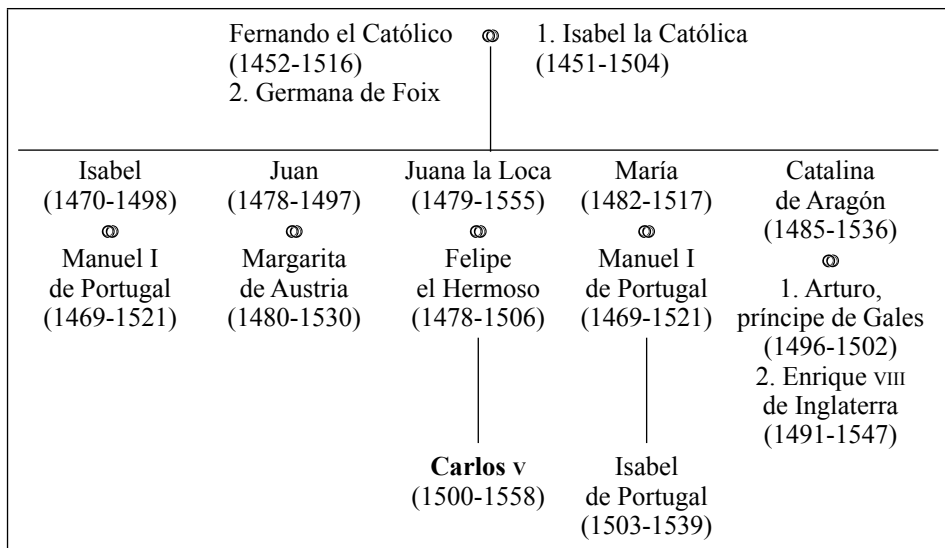 Fernando el Católico
(1452-1516)
2. Germana de Foix
1. Isabel la Católica
(1451-1504)
Isabel
(1470-1498)
Manuel I
de Portugal
(1469-1521)
Juan
(1478-1497)
Margarita
de Austria
(1480-1530)
Juana la Loca
(1479-1555)
Felipe
el Hermoso
(1478-1506)
Carlos V
(1500-1558)
María
(1482-1517)
Manuel I
de Portugal
(1469-1521)
Isabel
de Portugal
(1503-1539)
Catalina
de Aragón
(1485-1536)
1. Arturo,
príncipe de Gales
(1496-1502)
2. Enrique VIII
de Inglaterra
(1491-1547)